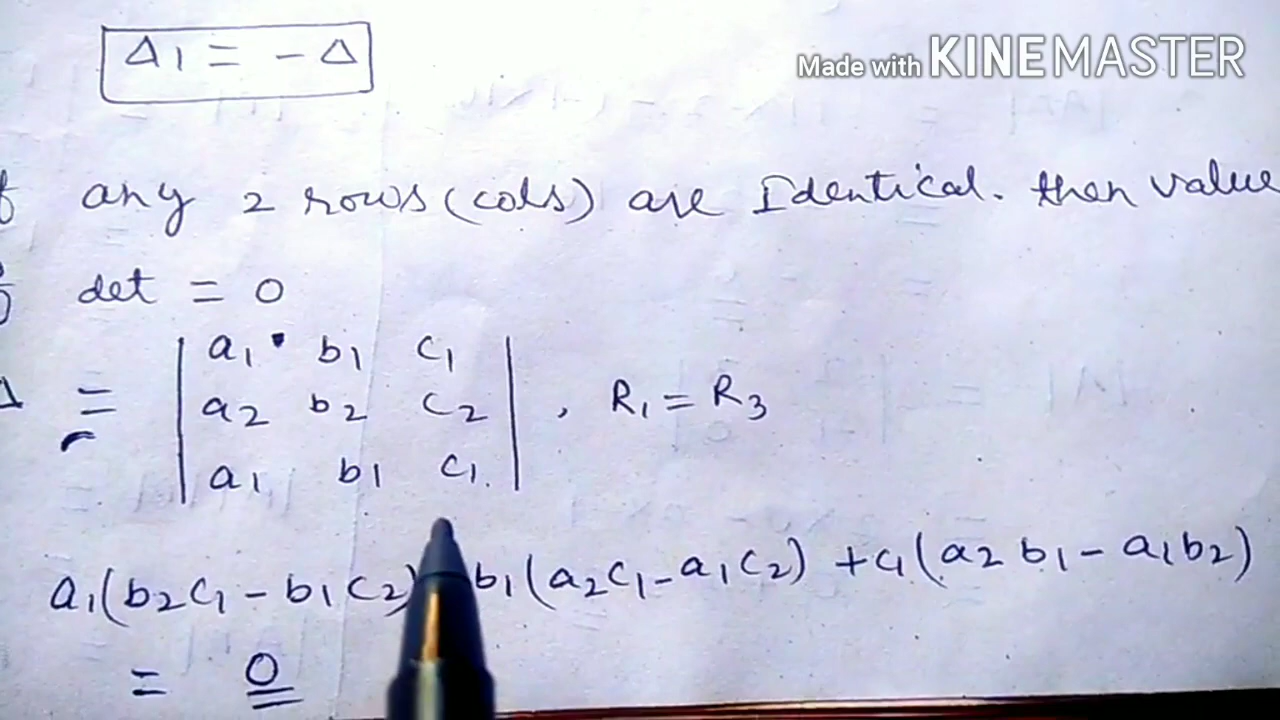 Δ1 = - Δ
Made with KINEMASTER
any 2 rows (cols) are Identical. then value
det = 0
a1 b1 c1
= a2 b2 c2 , R1 = R3
a1 b1 c1.
a1(b2c1 - b1c2) b1(a2c1 - a1c2) + c1(a2b1 - a1b2)
= 0